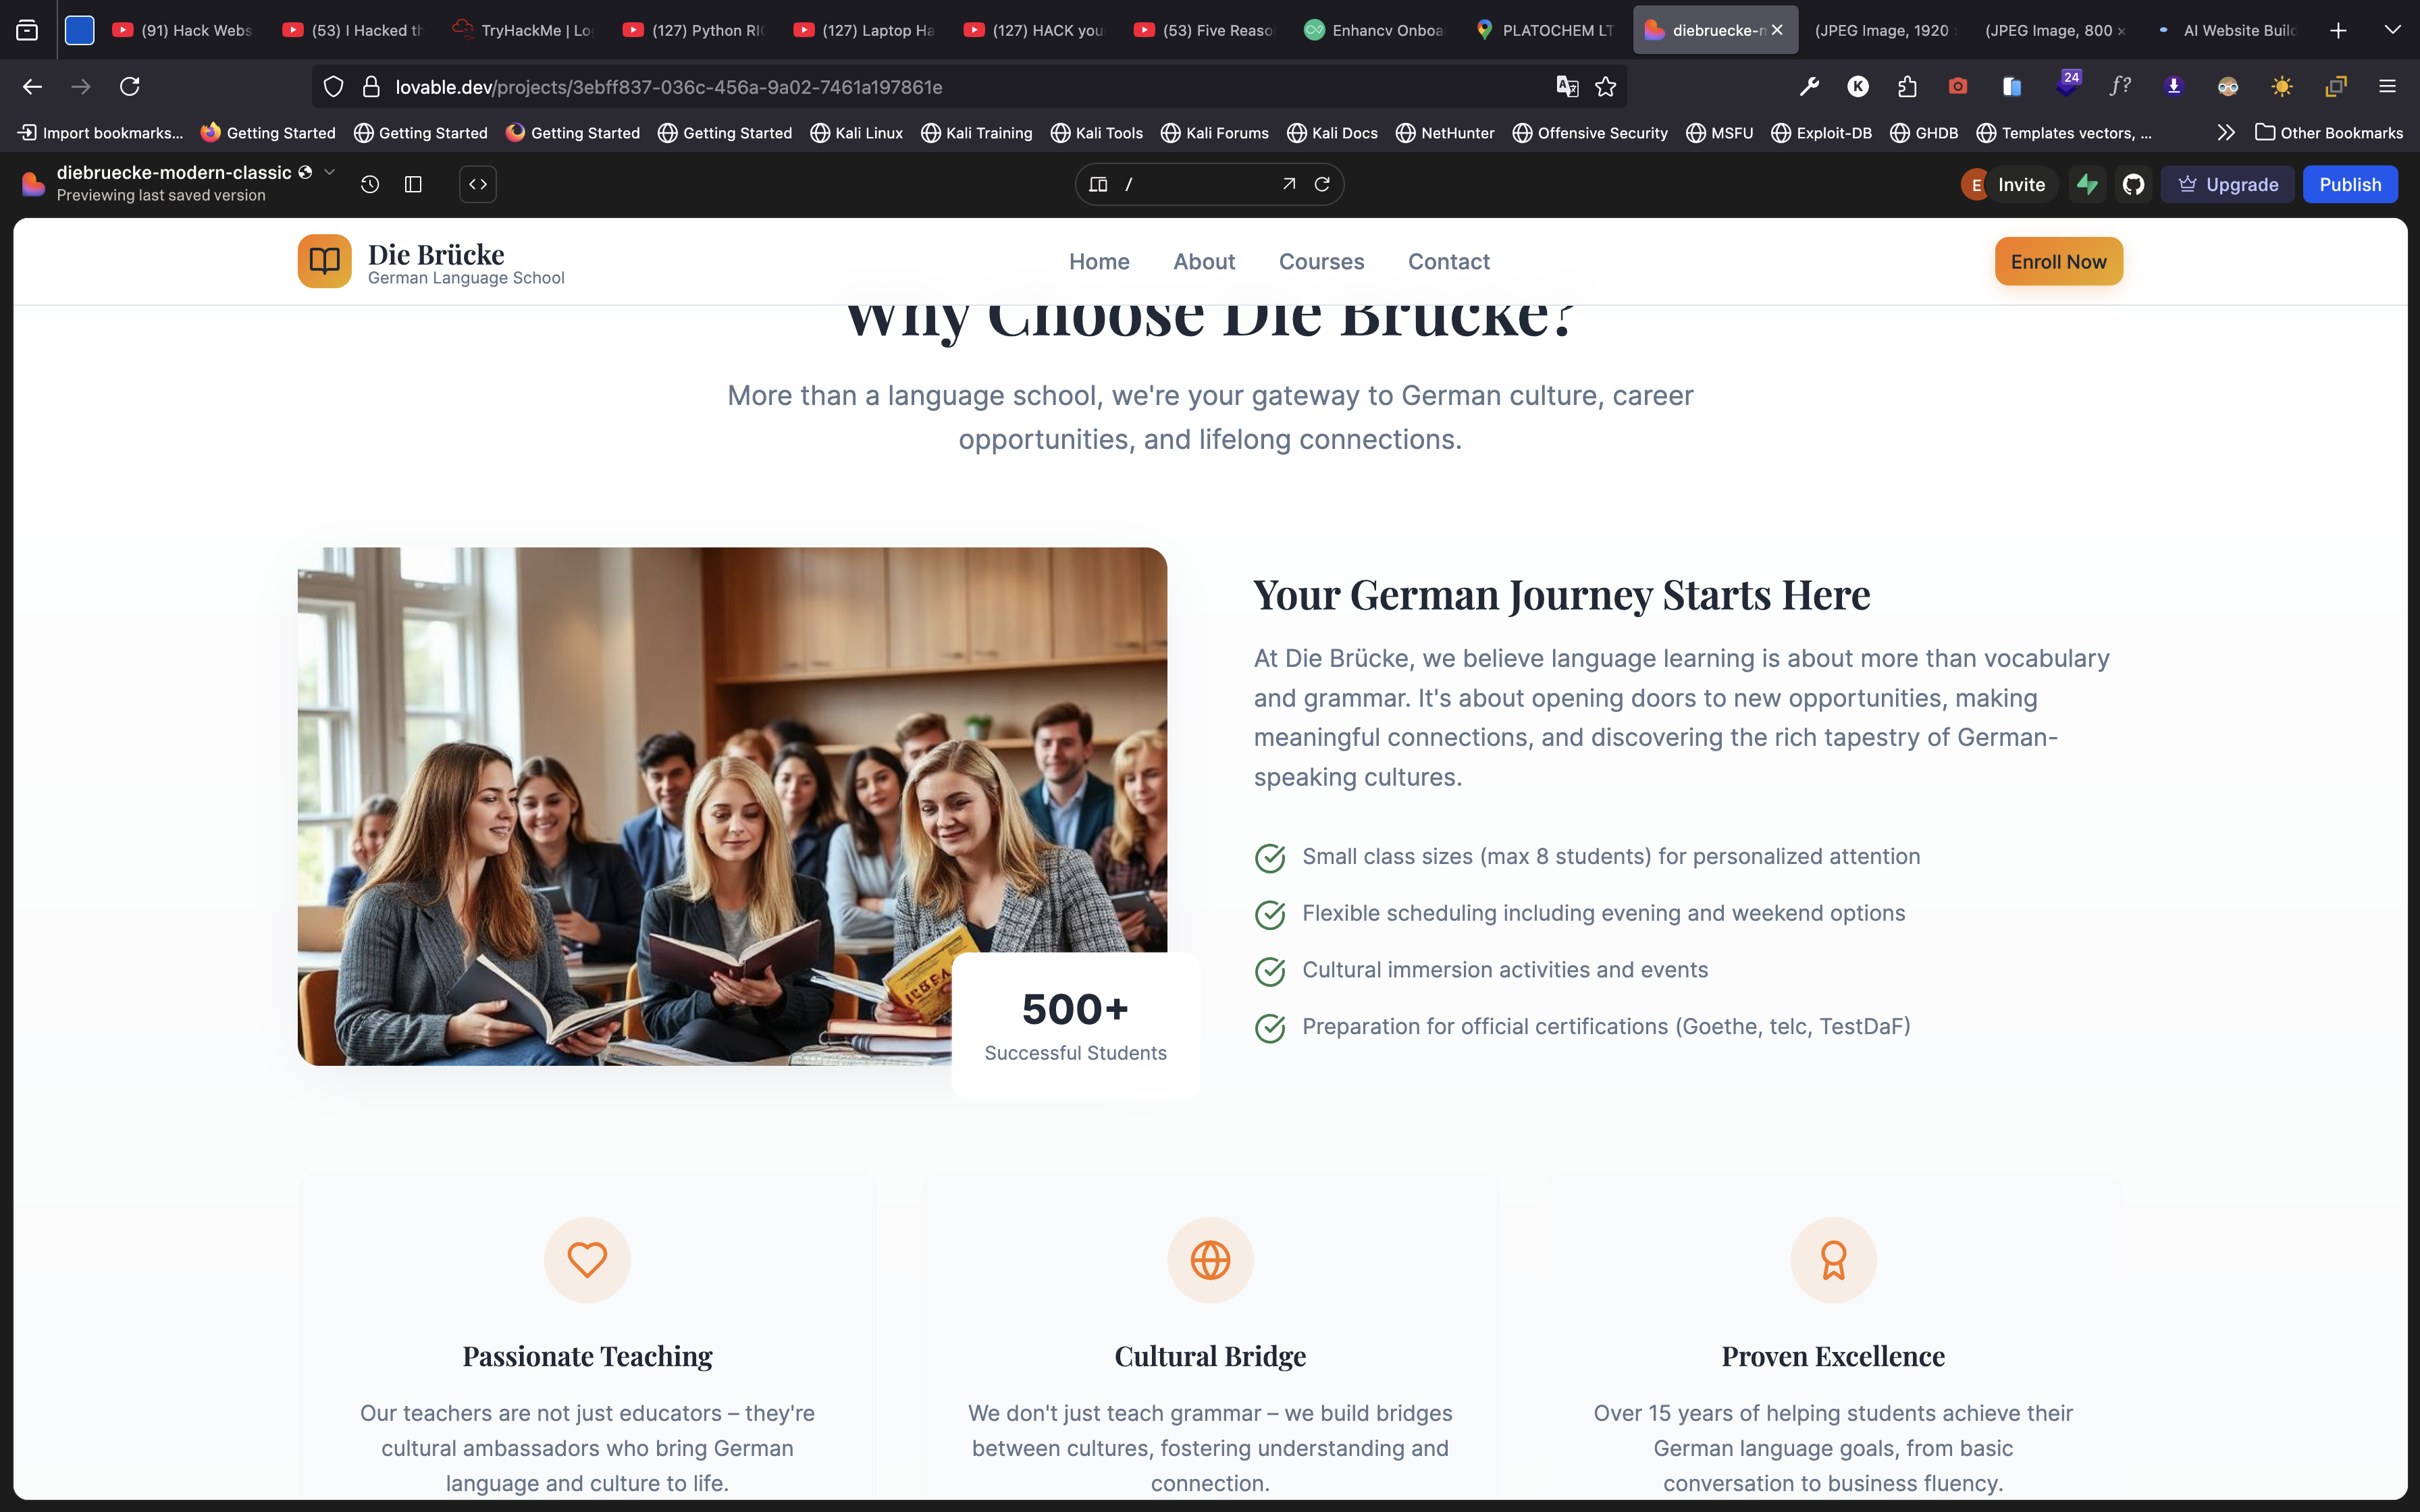 (91) Hack Webs
(53) I Hacked th
TryHackMe | Lo
(127) Python RI
(127) Laptop Ha
(127) HACK you
(53) Five Reaso
Enhancv Onboa
PLATOCHEM LT
diebruecke-m
(JPEG Image, 1920
(JPEG Image, 800 ×
AI Website Build
lovable.dev/projects/3ebff837-036c-456a-9a02-7461a197861e
K
24
f?
Import bookmarks...
Getting Started
Getting Started
Getting Started
Getting Started
Kali Linux
Kali Training
Kali Tools
Kali Forums
Kali Docs
NetHunter
Offensive Security
MSFU
Exploit-DB
GHDB
Templates vectors, ...
Other Bookmarks
diebruecke-modern-classic
Previewing last saved version
/
E
Invite
Upgrade
Publish
Die Brücke
German Language School
Home
About
Courses
Contact
Enroll Now
Why Choose Die Brücke?
More than a language school, we're your gateway to German culture, career
opportunities, and lifelong connections.
Your German Journey Starts Here
At Die Brücke, we believe language learning is about more than vocabulary
and grammar. It's about opening doors to new opportunities, making
meaningful connections, and discovering the rich tapestry of German-
speaking cultures.
Small class sizes (max 8 students) for personalized attention
Flexible scheduling including evening and weekend options
Cultural immersion activities and events
Preparation for official certifications (Goethe, telc, TestDaF)
500+
Successful Students
Passionate Teaching
Our teachers are not just educators – they're
cultural ambassadors who bring German
language and culture to life.
Cultural Bridge
We don't just teach grammar – we build bridges
between cultures, fostering understanding and
connection.
Proven Excellence
Over 15 years of helping students achieve their
German language goals, from basic
conversation to business fluency.